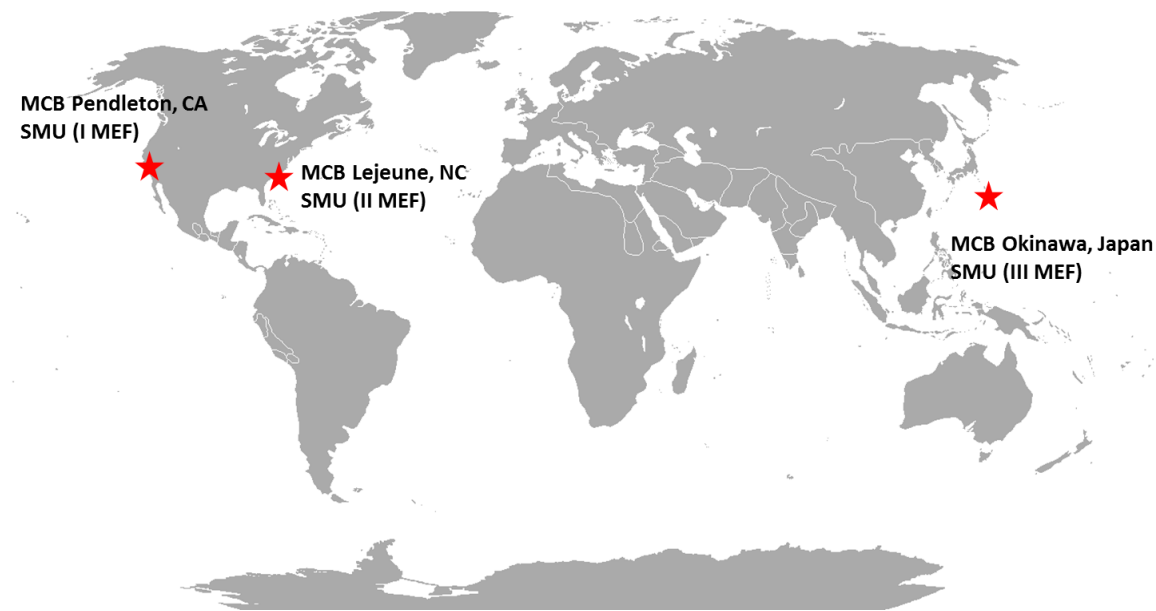 MCB Pendleton, CA
SMU (I MEF)
MCB Lejeune, NC
SMU (II MEF)
MCB Okinawa, Japan
SMU (III MEF)